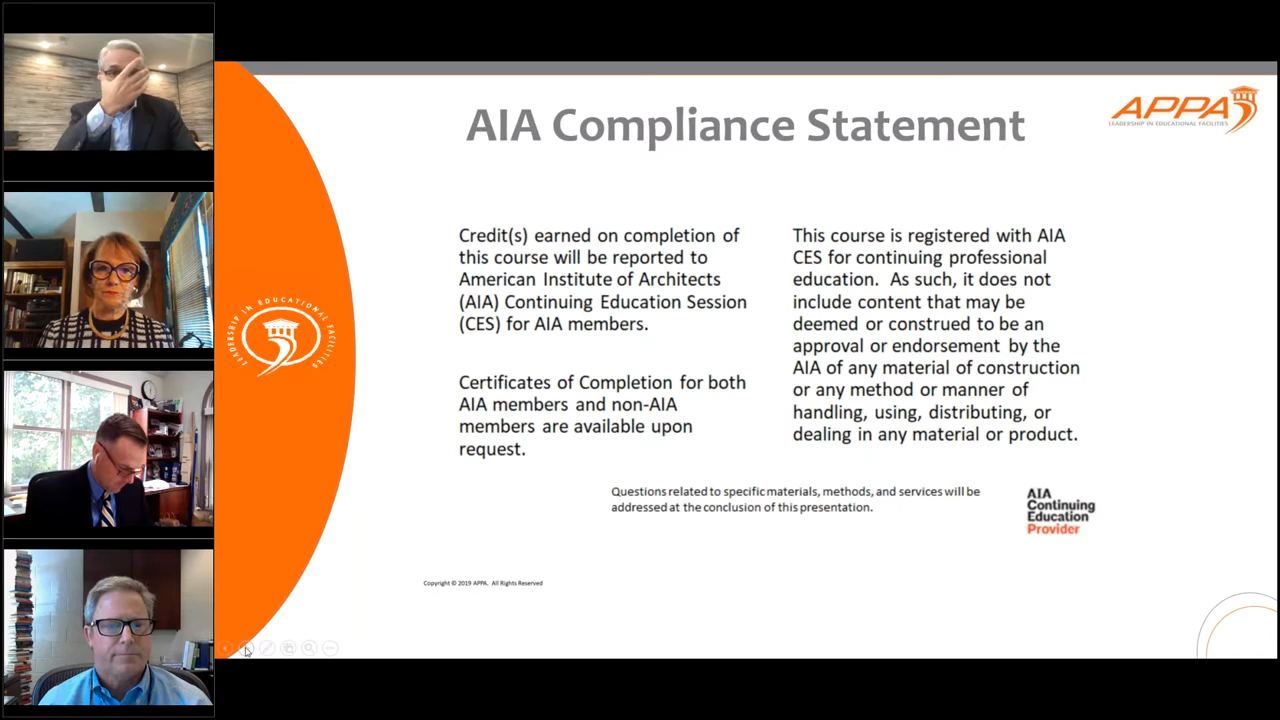 AIA Compliance Statement
APPA
LEADERSHIP IN EDUCATIONAL FACILITIES
Credit(s) earned on completion of
this course will be reported to
American Institute of Architects
(AIA) Continuing Education Session
(CES) for AIA members.
Certificates of Completion for both
AIA members and non-AIA
members are available upon
request.
This course is registered with AIA
CES for continuing professional
education. As such, it does not
include content that may be
deemed or construed to be an
approval or endorsement by the
AIA of any material of construction
or any method or manner of
handling, using, distributing, or
dealing in any material or product.
LEADERSHIP IN EDUCATIONAL FACILITIES
Questions related to specific materials, methods, and services will be
addressed at the conclusion of this presentation.
AIA
Continuing
Education
Provider
Copyright © 2019 APPA. All Rights Reserved